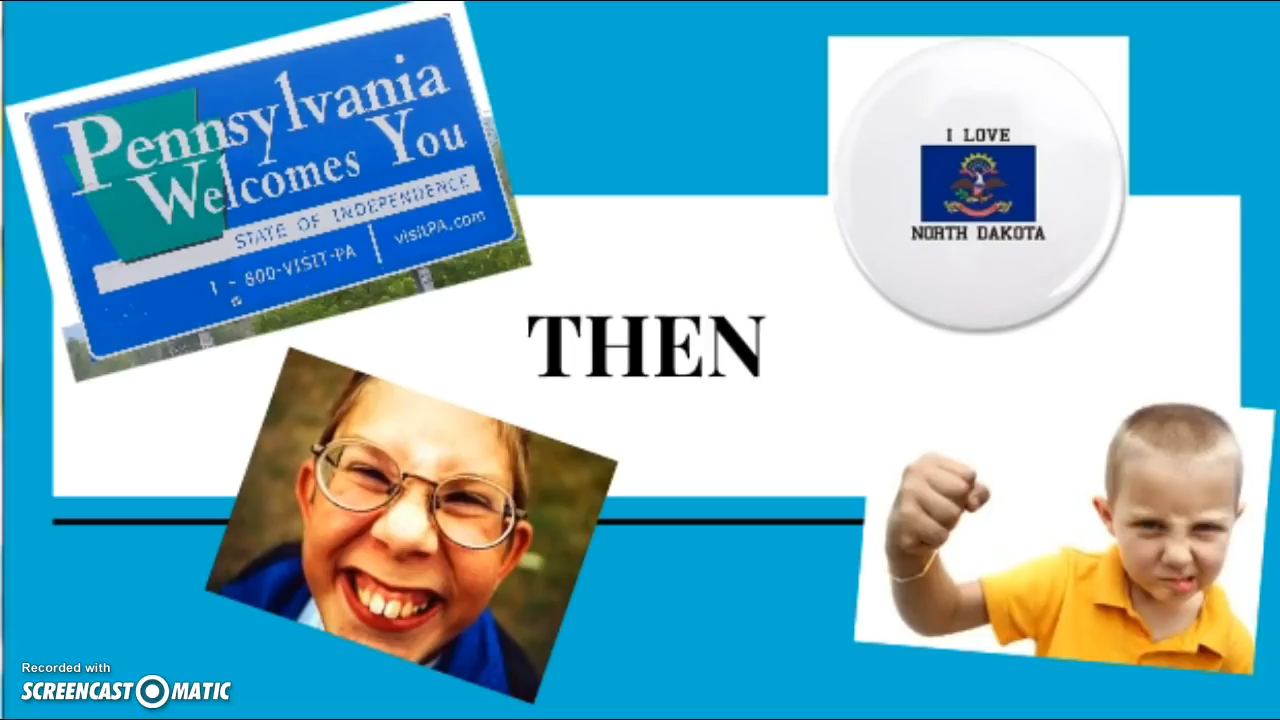 Pennsylvania
Welcomes You
STATE OF INDEPENDENCE
1-800-VISIT-PA
visitPA.com
I LOVE
NORTH DAKOTA
THEN
Recorded with
SCREENCAST O MATIC